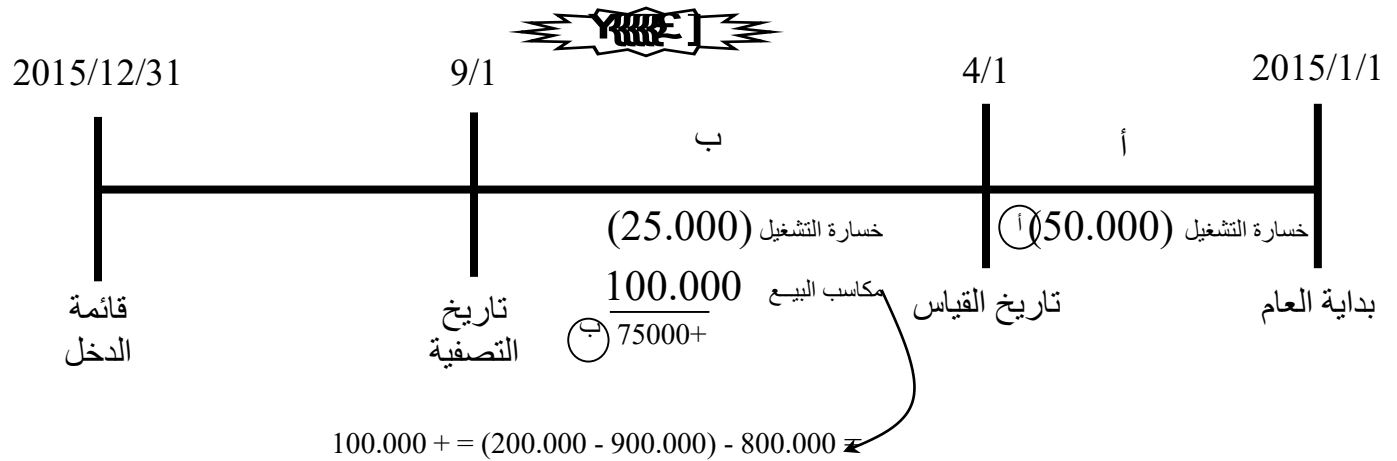 2015/1/1
4/1
9/1
2015/12/31
أ
ب
خسارة التشغيل (50.000) أ
خسارة التشغيل (25.000)
مكاسب البيــع 100.000
75000+
ب
بداية العام
تاريخ القياس
تاريخ
التصفية
قائمة
الدخل
100.000 + = (200.000 - 900.000) - 800.000 =